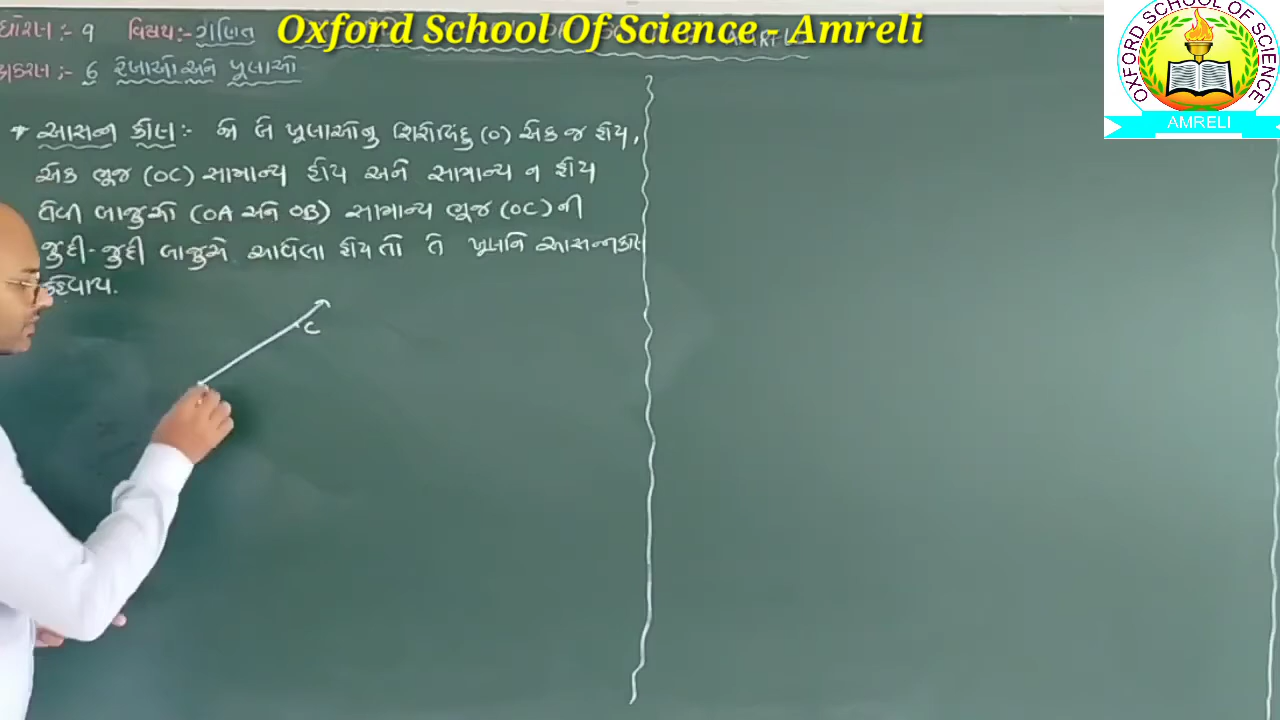 Oxford School Of Science - Amreli
OXFORD SCHOOL OF SCIENCE
AMRELI
ધોરણ :- ૧ વિષય:- ગણિત
પ્રકરણ :- 6 રેખાઓ અને ખૂણાઓ
* આસન્ન કોણ :- જો બે ખૂણાઓનું શિરોબિંદુ (O) એક જ હોય,
એક ભૂજ (OC) સામાન્ય હોય અને સામાન્ય ન હોય
તેવી બાજુઓ (OA અને OB) સામાન્ય ભૂજ (OC) ની
જુદી-જુદી બાજુએ આવેલા હોય તો તે ખૂણાને આસન્નકોણ
કહેવાય.
C